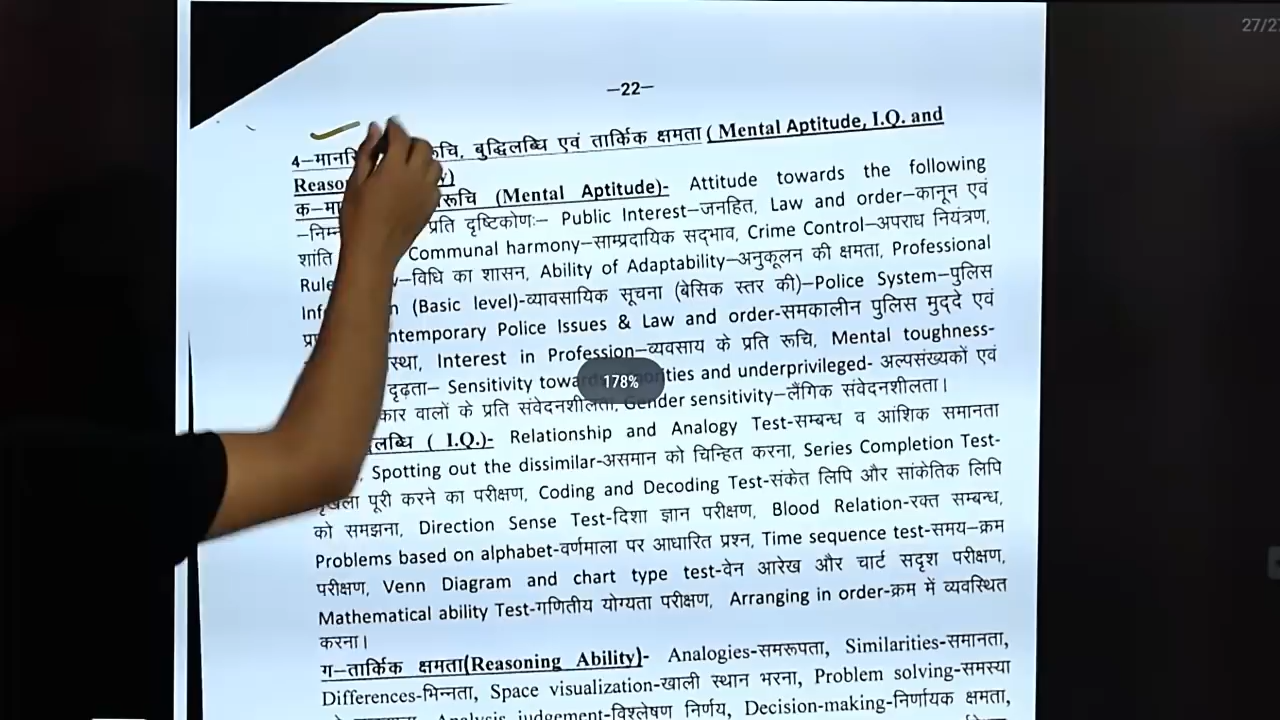 27/2
—22—
4–मानसि रूचि, बुद्धिलब्धि एवं तार्किक क्षमता ( Mental Aptitude, I.Q. and
Reaso y)
क–मा रूचि (Mental Aptitude)- Attitude towards the following
–निम्न प्रति दृष्टिकोणः– Public Interest–जनहित, Law and order–कानून एवं
शांति Communal harmony–साम्प्रदायिक सद्भाव, Crime Control–अपराध नियंत्रण,
Rule –विधि का शासन, Ability of Adaptability–अनुकूलन की क्षमता, Professional
Inf n (Basic level)-व्यावसायिक सूचना (बेसिक स्तर की)–Police System–पुलिस
ntemporary Police Issues & Law and order-समकालीन पुलिस मुद्दे एवं
स्था, Interest in Profession–व्यवसाय के प्रति रूचि, Mental toughness-
दृढ़ता– Sensitivity towa ities and underprivileged- अल्पसंख्यकों एवं
कार वालों के प्रति संवेदनशीलता, Gender sensitivity–लैंगिक संवेदनशीलता।
178%
लब्धि ( I.Q.)- Relationship and Analogy Test-सम्बन्ध व आंशिक समानता
, Spotting out the dissimilar-असमान को चिन्हित करना, Series Completion Test-
पूरी करने का परीक्षण, Coding and Decoding Test-संकेत लिपि और सांकेतिक लिपि
को समझना, Direction Sense Test-दिशा ज्ञान परीक्षण, Blood Relation-रक्त सम्बन्ध,
Problems based on alphabet-वर्णमाला पर आधारित प्रश्न, Time sequence test-समय–क्रम
परीक्षण, Venn Diagram and chart type test-वेन आरेख और चार्ट सदृश परीक्षण,
Mathematical ability Test-गणितीय योग्यता परीक्षण, Arranging in order-क्रम में व्यवस्थित
करना।
ग–तार्किक क्षमता(Reasoning Ability)- Analogies-समरूपता, Similarities-समानता,
Differences-भिन्नता, Space visualization-खाली स्थान भरना, Problem solving-समस्या
Analysis judgement-विश्लेषण निर्णय, Decision-making-निर्णायक क्षमता,